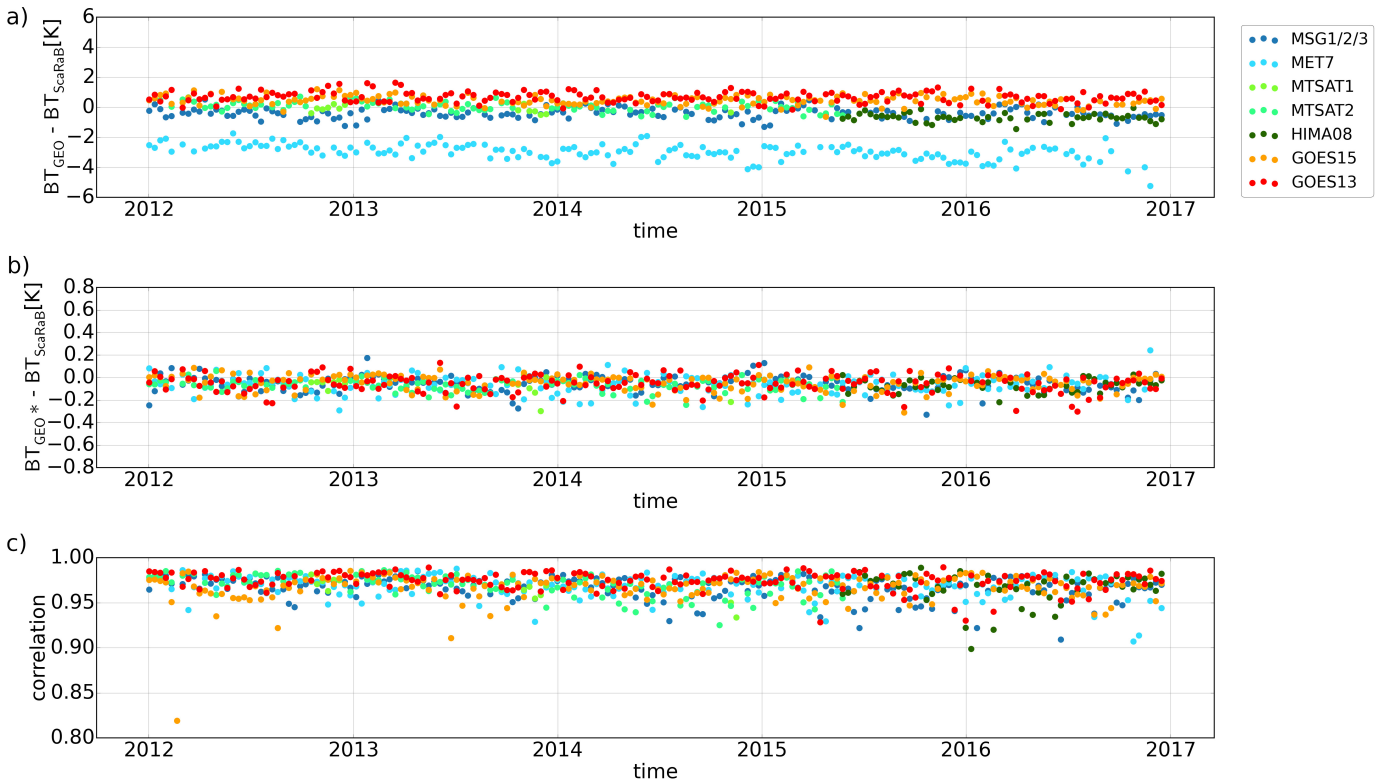 a)
BT_GEO - BT_ScaRaB[K]
6
4
2
0
−2
−4
−6
2012 2013 2014 2015 2016 2017
time
MSG1/2/3
MET7
MTSAT1
MTSAT2
HIMA08
GOES15
GOES13
b)
BT_GEO* - BT_ScaRaB[K]
0.8
0.6
0.4
0.2
0.0
−0.2
−0.4
−0.6
−0.8
2012 2013 2014 2015 2016 2017
time
c)
correlation
1.00
0.95
0.90
0.85
0.80
2012 2013 2014 2015 2016 2017
time